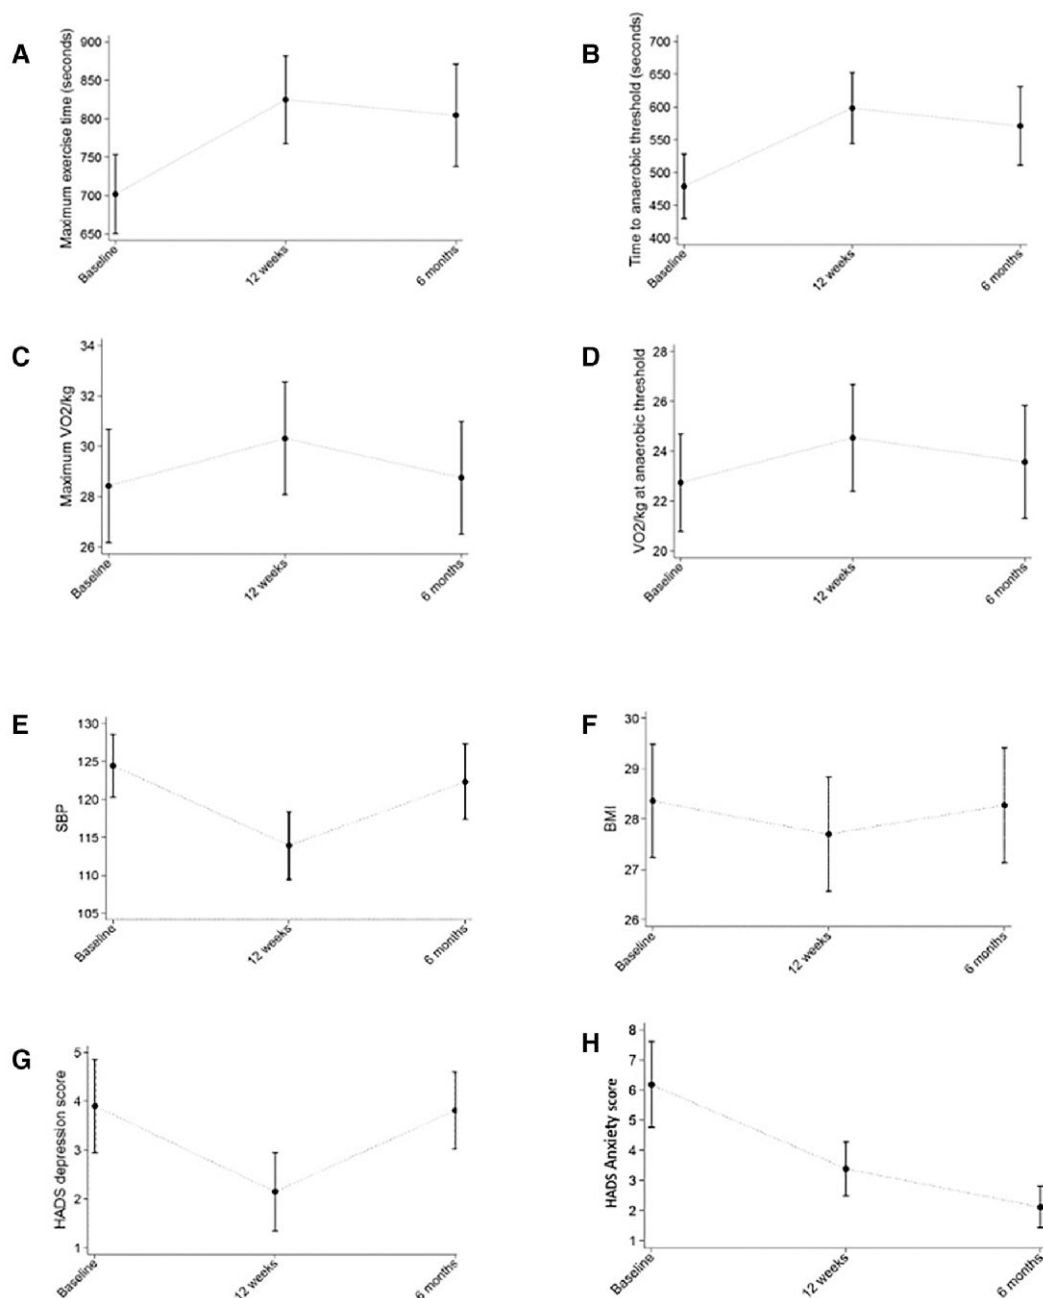 A
Maximum exercise time (seconds)
900
850
800
750
700
650
Baseline
12 weeks
6 months
B
Time to anaerobic threshold (seconds)
700
650
600
550
500
450
400
Baseline
12 weeks
6 months
C
Maximum VO2/kg
34
32
30
28
26
Baseline
12 weeks
6 months
D
VO2/kg at anaerobic threshold
28
26
24
22
20
Baseline
12 weeks
6 months
E
SBP
130
125
120
115
110
105
Baseline
12 weeks
6 months
F
BMI
30
29
28
27
26
Baseline
12 weeks
6 months
G
HADS depression score
5
4
3
2
1
Baseline
12 weeks
6 months
H
HADS Anxiety score
8
7
6
5
4
3
2
1
Baseline
12 weeks
6 months